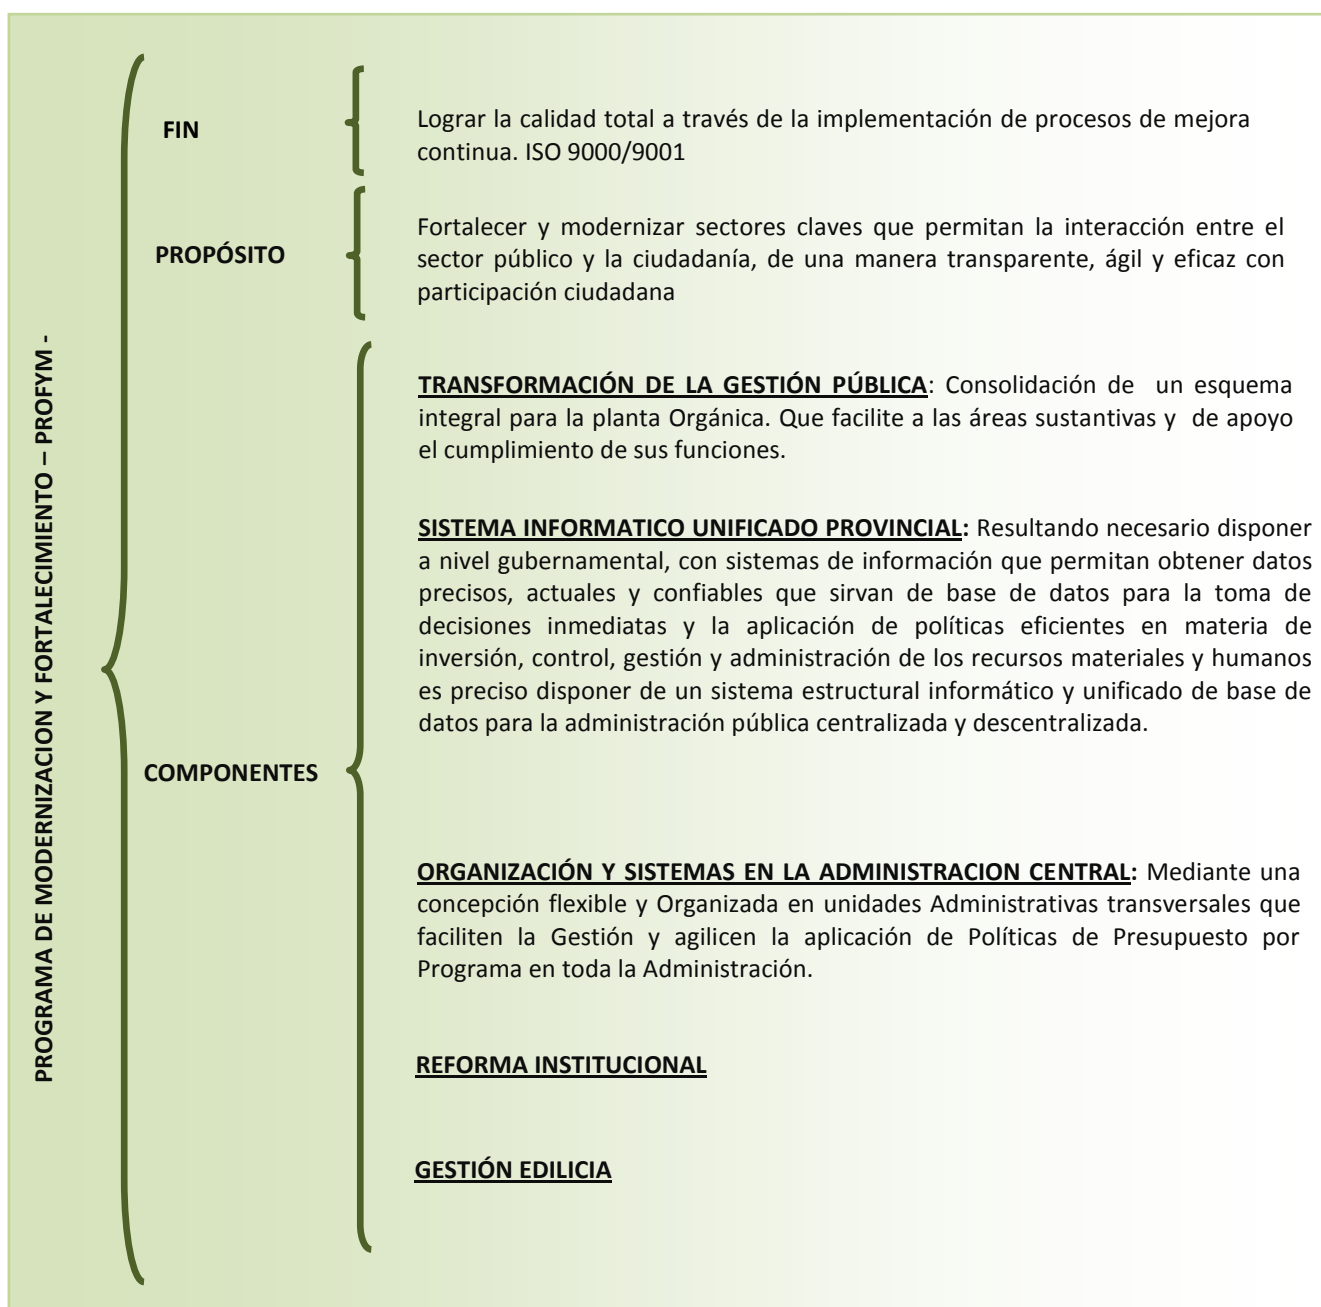 PROGRAMA DE MODERNIZACION Y FORTALECIMIENTO – PROFYM -
FIN
Lograr la calidad total a través de la implementación de procesos de mejora
continua. ISO 9000/9001
PROPÓSITO
Fortalecer y modernizar sectores claves que permitan la interacción entre el
sector público y la ciudadanía, de una manera transparente, ágil y eficaz con
participación ciudadana
COMPONENTES
TRANSFORMACIÓN DE LA GESTIÓN PÚBLICA: Consolidación de un esquema
integral para la planta Orgánica. Que facilite a las áreas sustantivas y de apoyo
el cumplimiento de sus funciones.
SISTEMA INFORMATICO UNIFICADO PROVINCIAL: Resultando necesario disponer
a nivel gubernamental, con sistemas de información que permitan obtener datos
precisos, actuales y confiables que sirvan de base de datos para la toma de
decisiones inmediatas y la aplicación de políticas eficientes en materia de
inversión, control, gestión y administración de los recursos materiales y humanos
es preciso disponer de un sistema estructural informático y unificado de base de
datos para la administración pública centralizada y descentralizada.
ORGANIZACIÓN Y SISTEMAS EN LA ADMINISTRACION CENTRAL: Mediante una
concepción flexible y Organizada en unidades Administrativas transversales que
faciliten la Gestión y agilicen la aplicación de Políticas de Presupuesto por
Programa en toda la Administración.
REFORMA INSTITUCIONAL
GESTIÓN EDILICIA